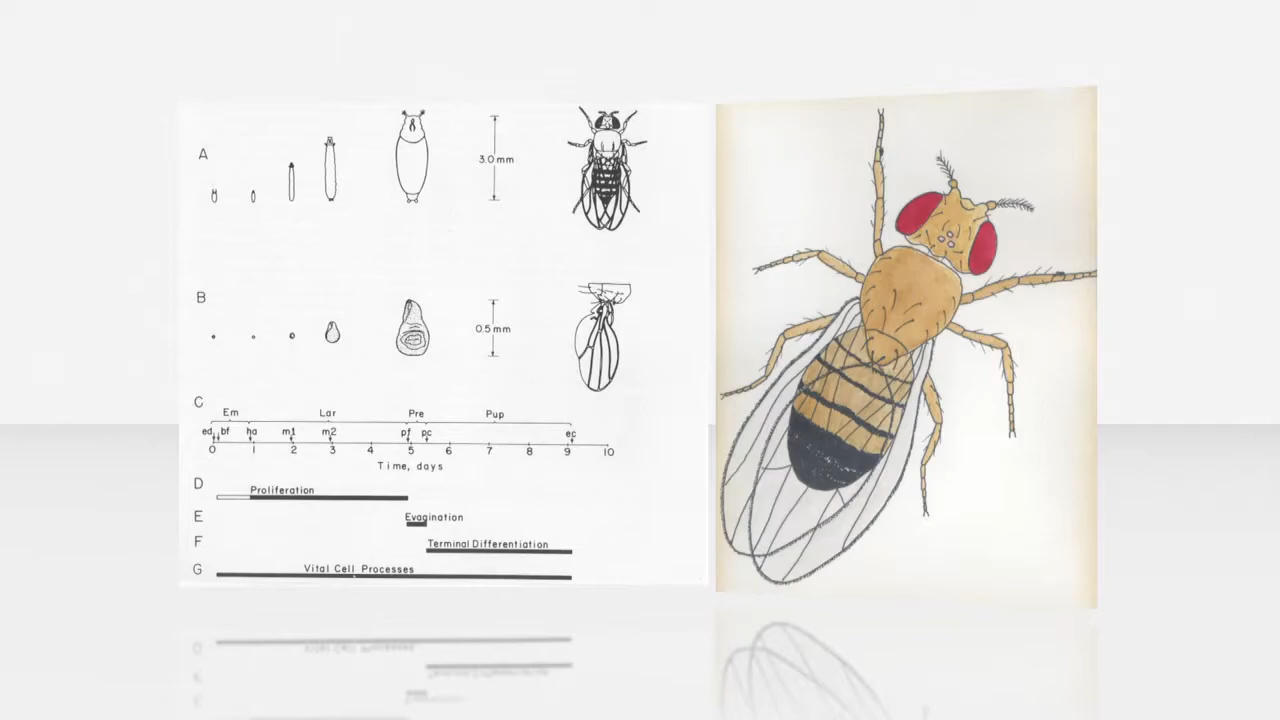 A
3.0 mm
B
0.5 mm
C
Em Lar Pre Pup
ed bf ha m1 m2 pf pc ec
0 1 2 3 4 5 6 7 8 9 10
Time, days
D
Proliferation
E
Evagination
F
Terminal Differentiation
G
Vital Cell Processes